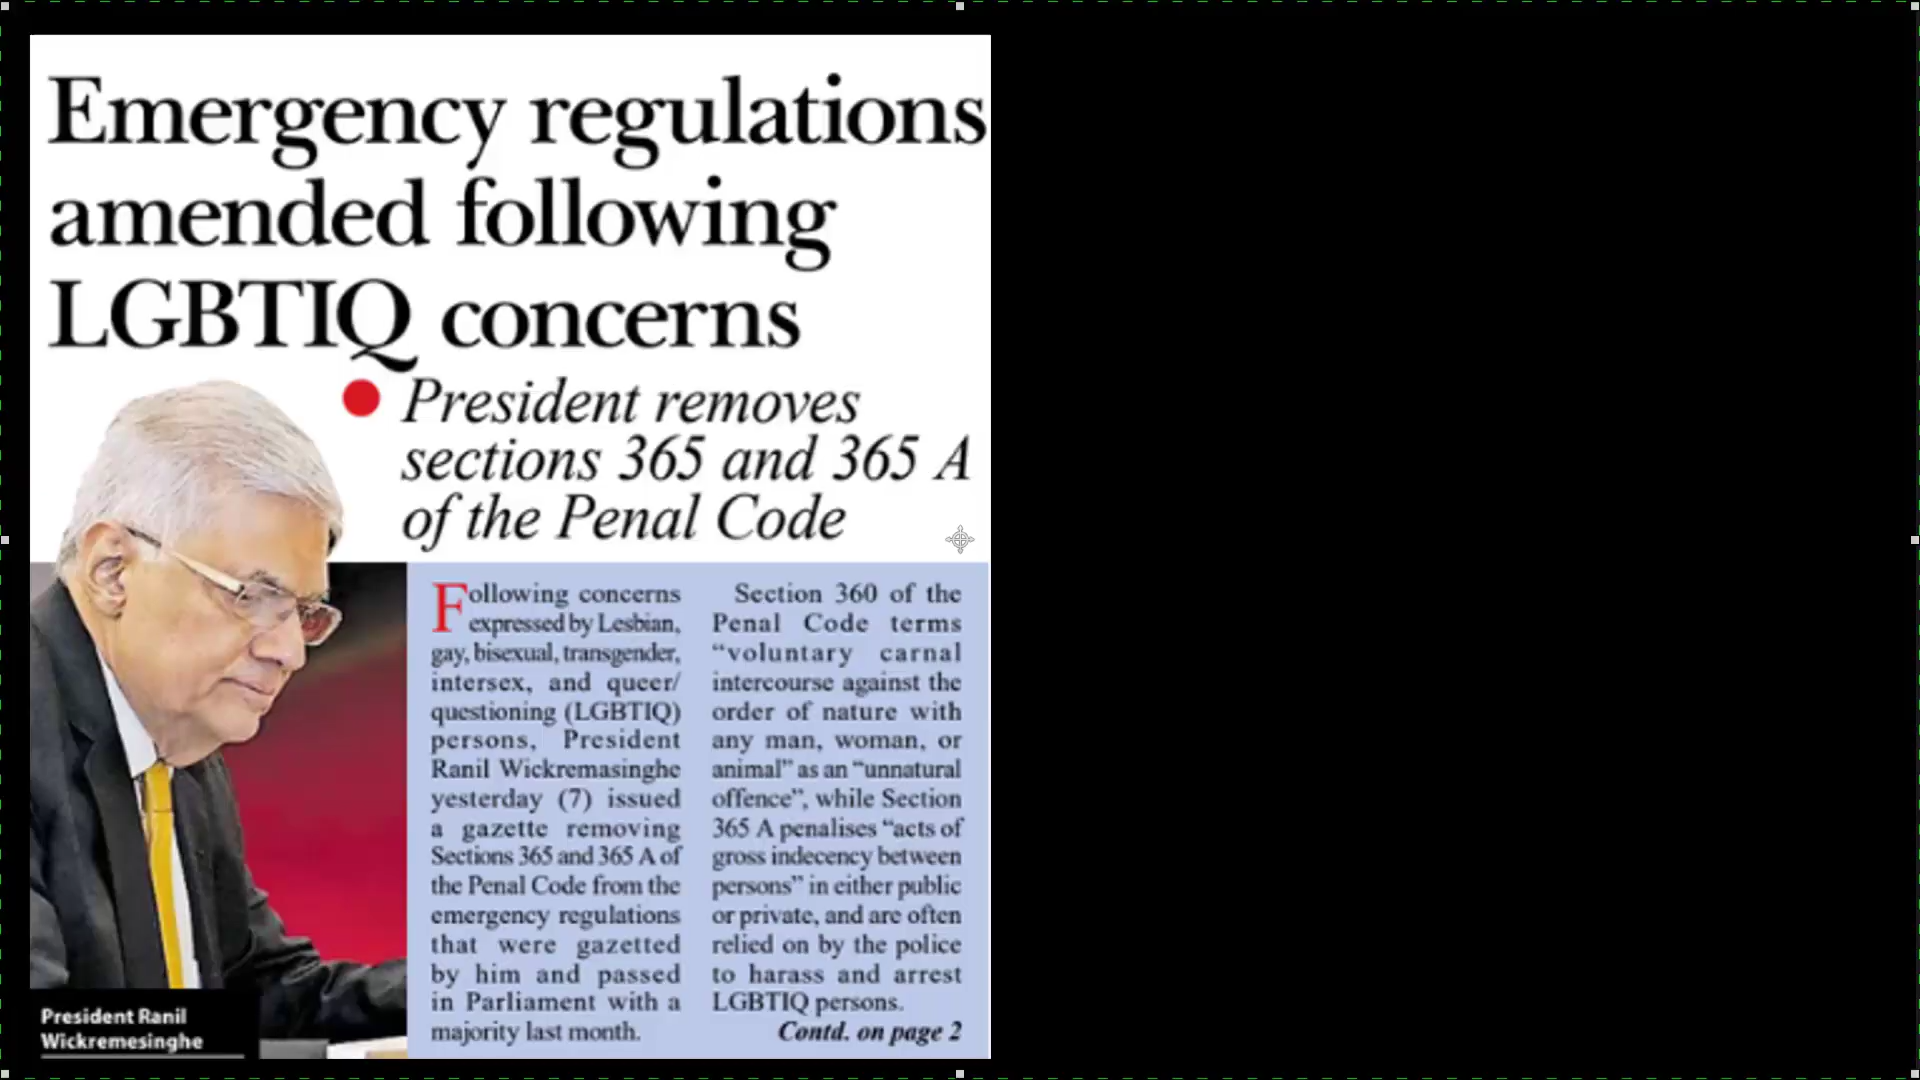 Emergency regulations
amended following
LGBTIQ concerns
President removes
sections 365 and 365 A
of the Penal Code
Following concerns
expressed by Lesbian,
gay, bisexual, transgender,
intersex, and queer/
questioning (LGBTIQ)
persons, President
Ranil Wickremasinghe
yesterday (7) issued
a gazette removing
Sections 365 and 365 A of
the Penal Code from the
emergency regulations
that were gazetted
by him and passed
in Parliament with a
majority last month.
Section 360 of the
Penal Code terms
“voluntary carnal
intercourse against the
order of nature with
any man, woman, or
animal” as an “unnatural
offence”, while Section
365 A penalises “acts of
gross indecency between
persons” in either public
or private, and are often
relied on by the police
to harass and arrest
LGBTIQ persons.
Contd. on page 2
President Ranil
Wickremesinghe